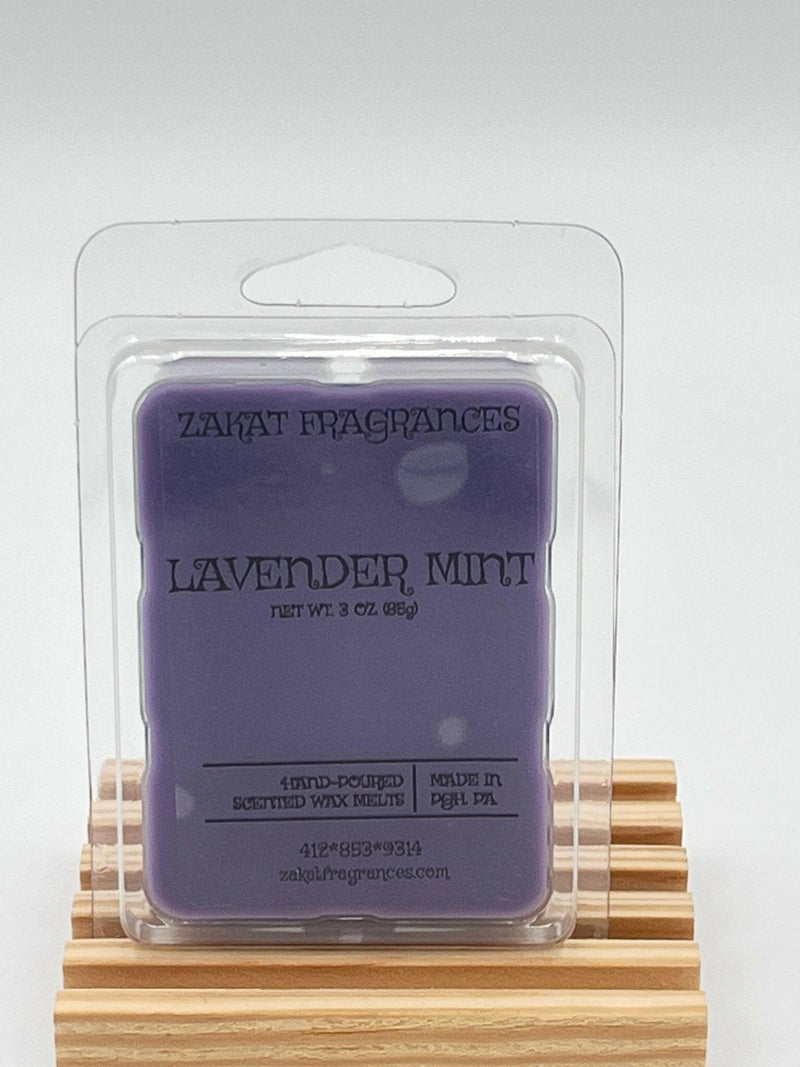 ZAKAT FRAGRANCES
LAVENDER MINT
NET WT. 3 OZ (85g)
HAND-POURED
SCENTED WAX MELTS
MADE IN
PGH, PA
412*853*9314
zakatfragrances.com